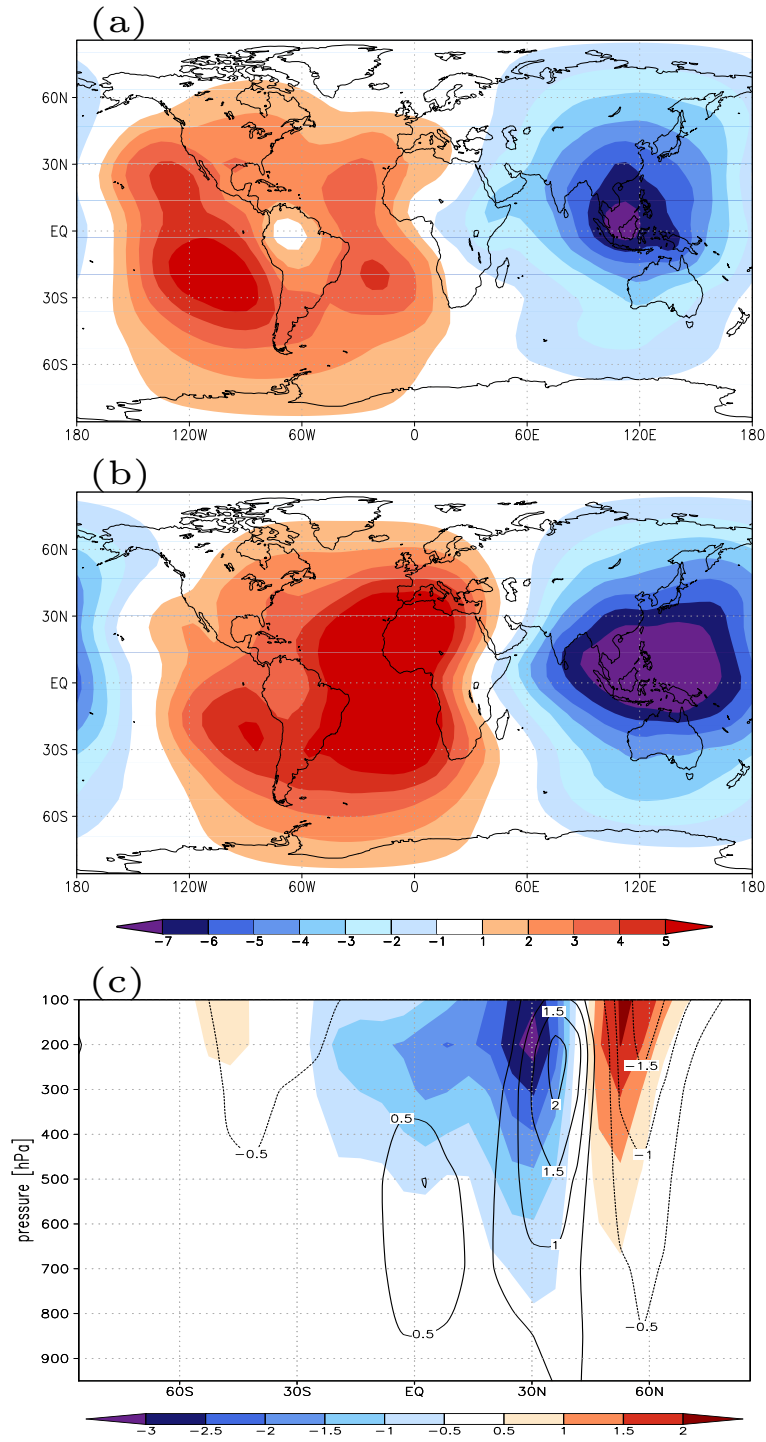 (a)
60N
30N
EQ
30S
60S
180 120W 60W 0 60E 120E 180
(b)
60N
30N
EQ
30S
60S
180 120W 60W 0 60E 120E 180
-7 -6 -5 -4 -3 -2 -1 1 2 3 4 5
(c)
100
1.5
200
-1.5
300
2
400
0.5
-0.5
-1
500
1.5
pressure [hPa]
600
1
700
800
0.5
-0.5
900
60S 30S EQ 30N 60N
-3 -2.5 -2 -1.5 -1 -0.5 0.5 1 1.5 2